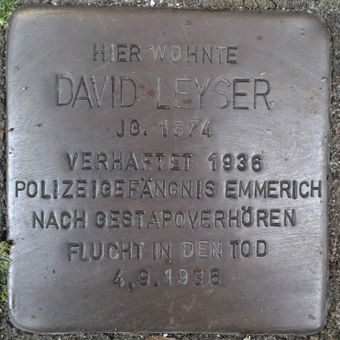 HIER WOHNTE
DAVID LEYSER
JG. 1874
VERHAFTET 1936
POLIZEIGEFÄNGNIS EMMERICH
NACH GESTAPOVERHÖREN
FLUCHT IN DEN TOD
4.9.1936